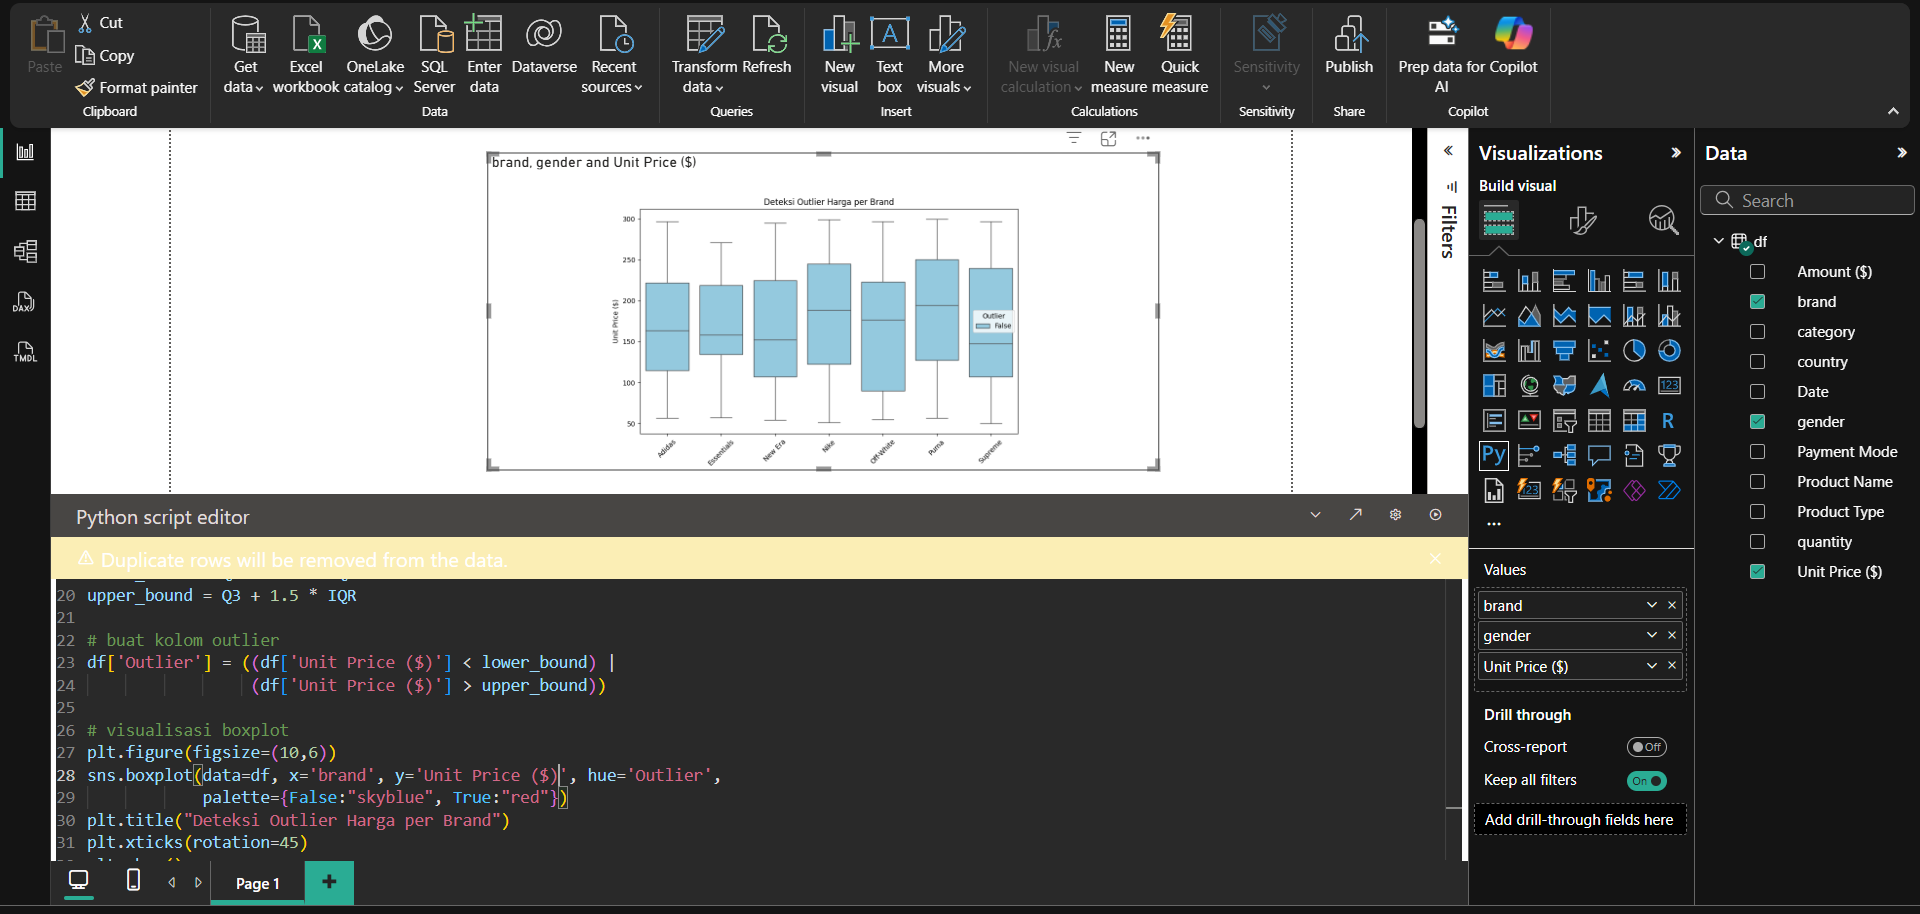 Paste
Cut
Copy
Format painter
Clipboard
Get data
Excel workbook
OneLake catalog
SQL Server
Enter data
Dataverse
Recent sources
Data
Transform data
Refresh
Queries
New visual
Text box
More visuals
Insert
New visual calculation
New measure
Quick measure
Calculations
Sensitivity
Sensitivity
Publish
Share
Prep data for AI
Copilot
Copilot
DAX
TMDL
brand, gender and Unit Price ($)
Deteksi Outlier Harga per Brand
Unit Price ($)
300
250
200
150
100
50
Adidas
Essentials
New Era
Nike
Off-White
Puma
Supreme
Outlier
False
Filters
Python script editor
Duplicate rows will be removed from the data.
20 upper_bound = Q3 + 1.5 * IQR
21
22 # buat kolom outlier
23 df['Outlier'] = ((df['Unit Price ($)'] < lower_bound) |
24 (df['Unit Price ($)'] > upper_bound))
25
26 # visualisasi boxplot
27 plt.figure(figsize=(10,6))
28 sns.boxplot(data=df, x='brand', y='Unit Price ($)', hue='Outlier',
29 palette={False:"skyblue", True:"red"})
30 plt.title("Deteksi Outlier Harga per Brand")
31 plt.xticks(rotation=45)
Page 1
Visualizations
Build visual
123
R
Py
123
Values
brand
gender
Unit Price ($)
Drill through
Cross-report
Off
Keep all filters
On
Add drill-through fields here
Data
Search
df
Amount ($)
brand
category
country
Date
gender
Payment Mode
Product Name
Product Type
quantity
Unit Price ($)